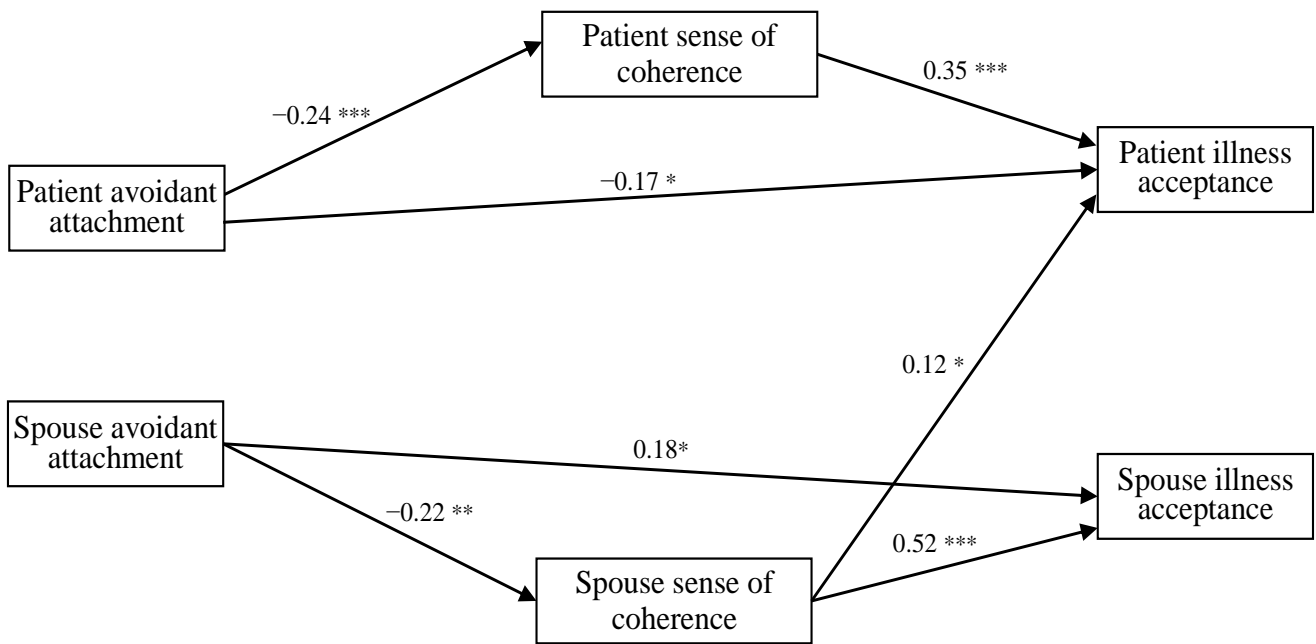 Patient sense of
coherence
0.35 ***
−0.24 ***
Patient illness
acceptance
−0.17 *
Patient avoidant
attachment
0.12 *
Spouse avoidant
attachment
0.18*
Spouse illness
acceptance
−0.22 **
0.52 ***
Spouse sense of
coherence